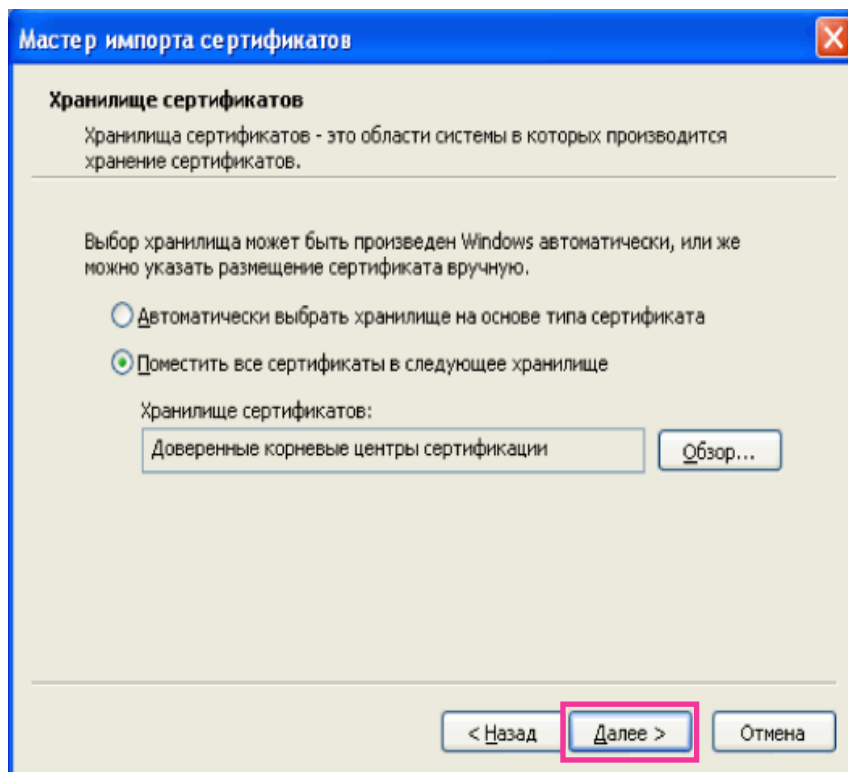 Мастер импорта сертификатов
Хранилище сертификатов
Хранилища сертификатов - это области системы в которых производится
хранение сертификатов.
Выбор хранилища может быть произведен Windows автоматически, или же
можно указать размещение сертификата вручную.
Автоматически выбрать хранилище на основе типа сертификата
Поместить все сертификаты в следующее хранилище
Хранилище сертификатов:
Доверенные корневые центры сертификации
Обзор...
< Назад
Далее >
Отмена